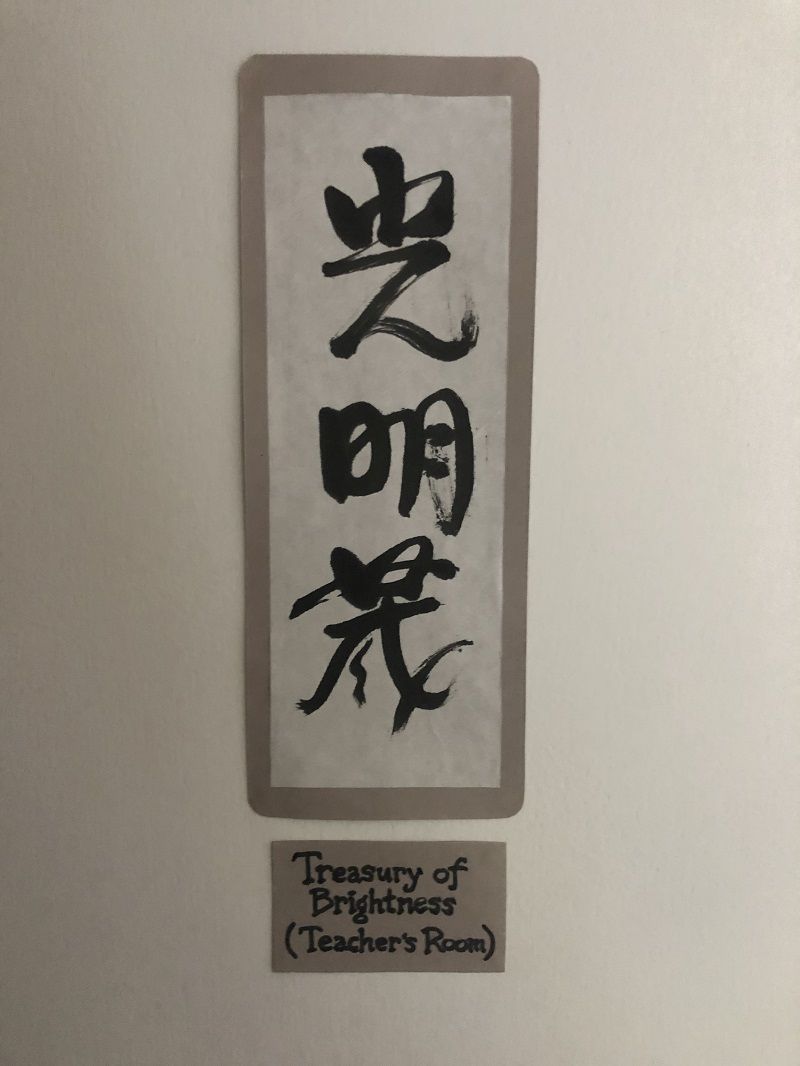 光明蔵
Treasury of
Brightness
(Teacher's Room)